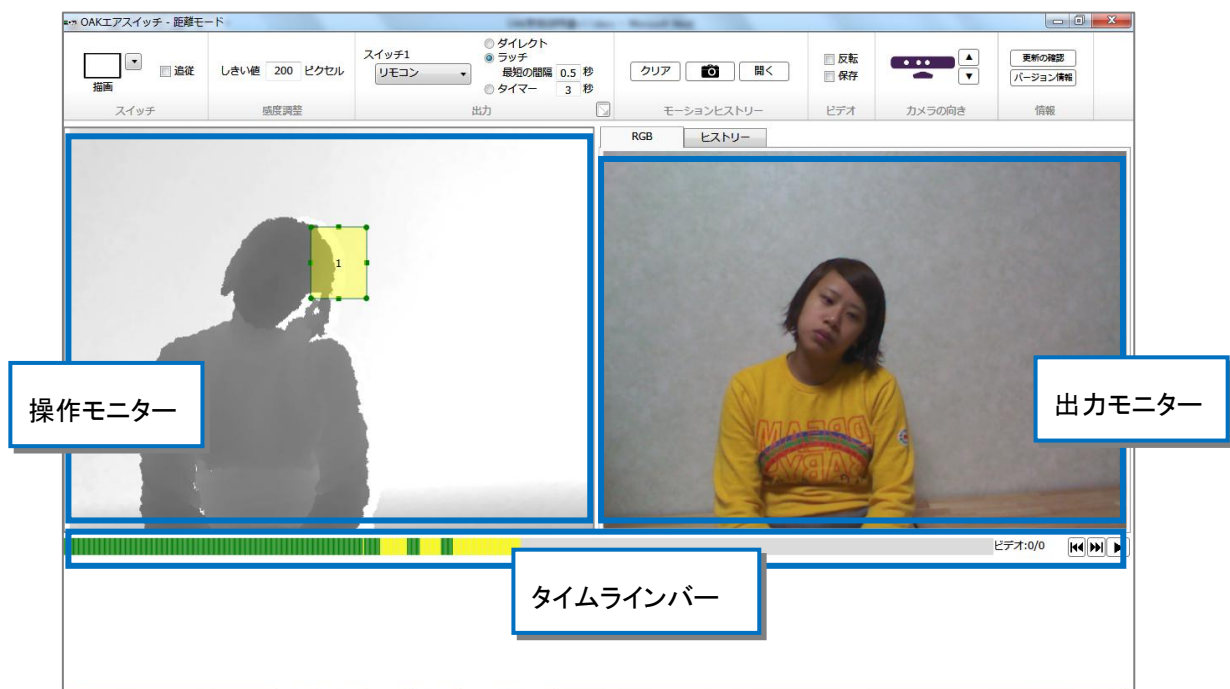 OAKエアスイッチ - 距離モード
描画
追従
スイッチ
しきい値 200 ピクセル
感度調整
スイッチ1
リモコン
ダイレクト
ラッチ
最短の間隔 0.5 秒
タイマー 3 秒
出力
クリア
開く
モーションヒストリー
反転
保存
ビデオ
カメラの向き
更新の確認
バージョン情報
情報
RGB
ヒストリー
1
操作モニター
出力モニター
ビデオ:0/0
タイムラインバー